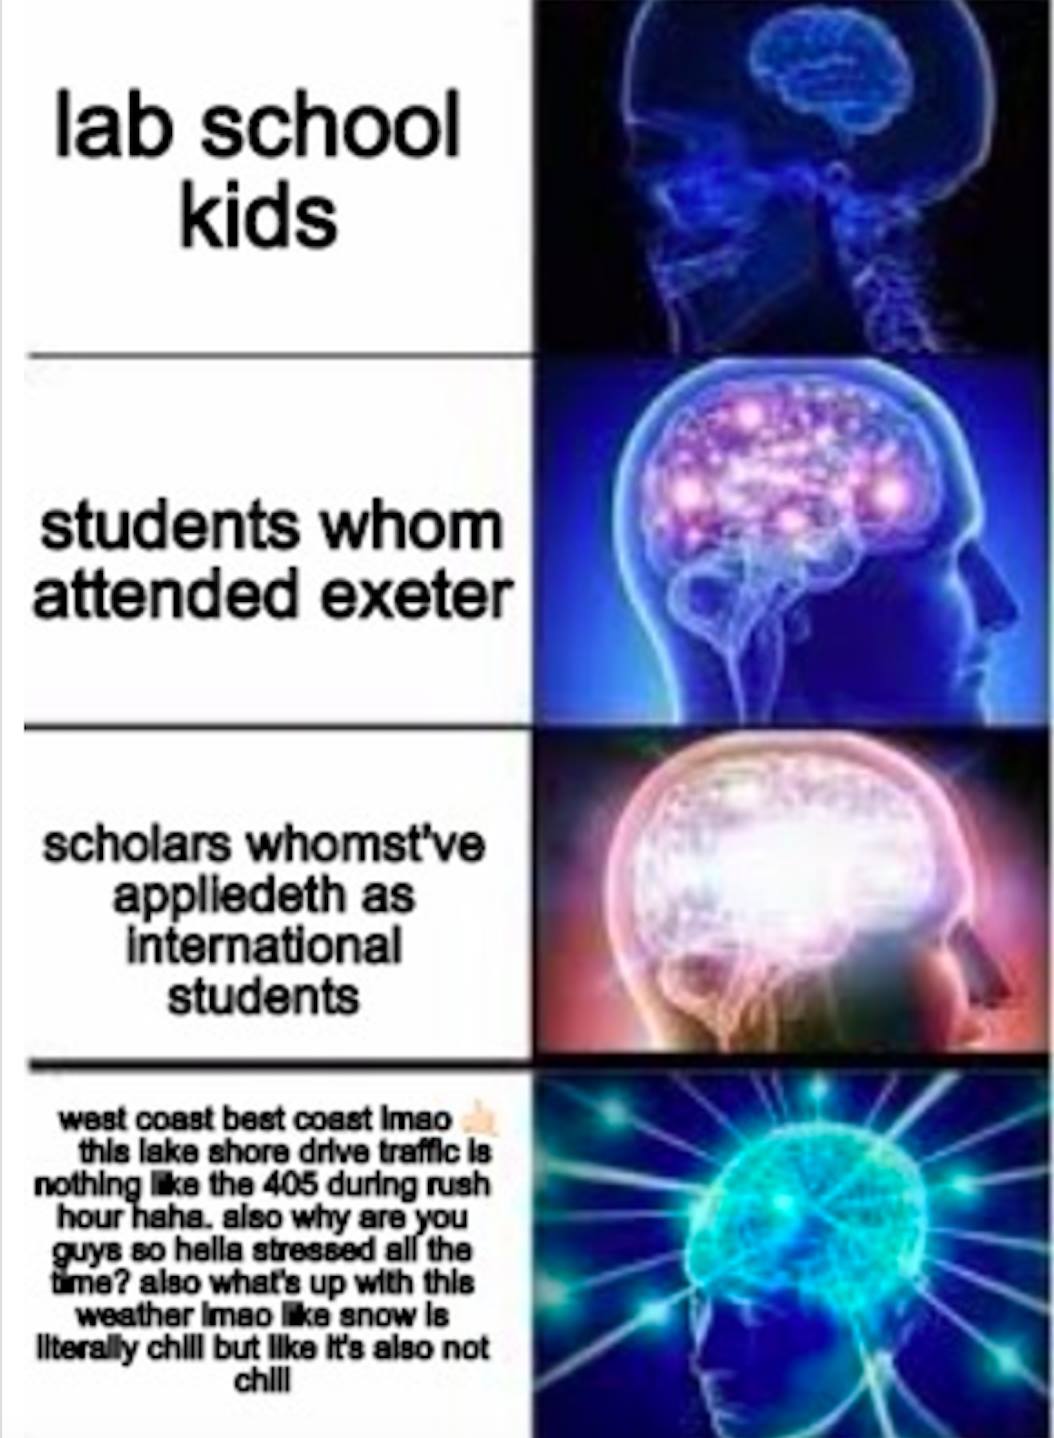 lab school
kids
students whom
attended exeter
scholars whomst've
appliedeth as
international
students
west coast best coast lmao 🤙🏻
this lake shore drive traffic is
nothing like the 405 during rush
hour haha. also why are you
guys so hella stressed all the
time? also what's up with this
weather lmao like snow is
literally chill but like it's also not
chill